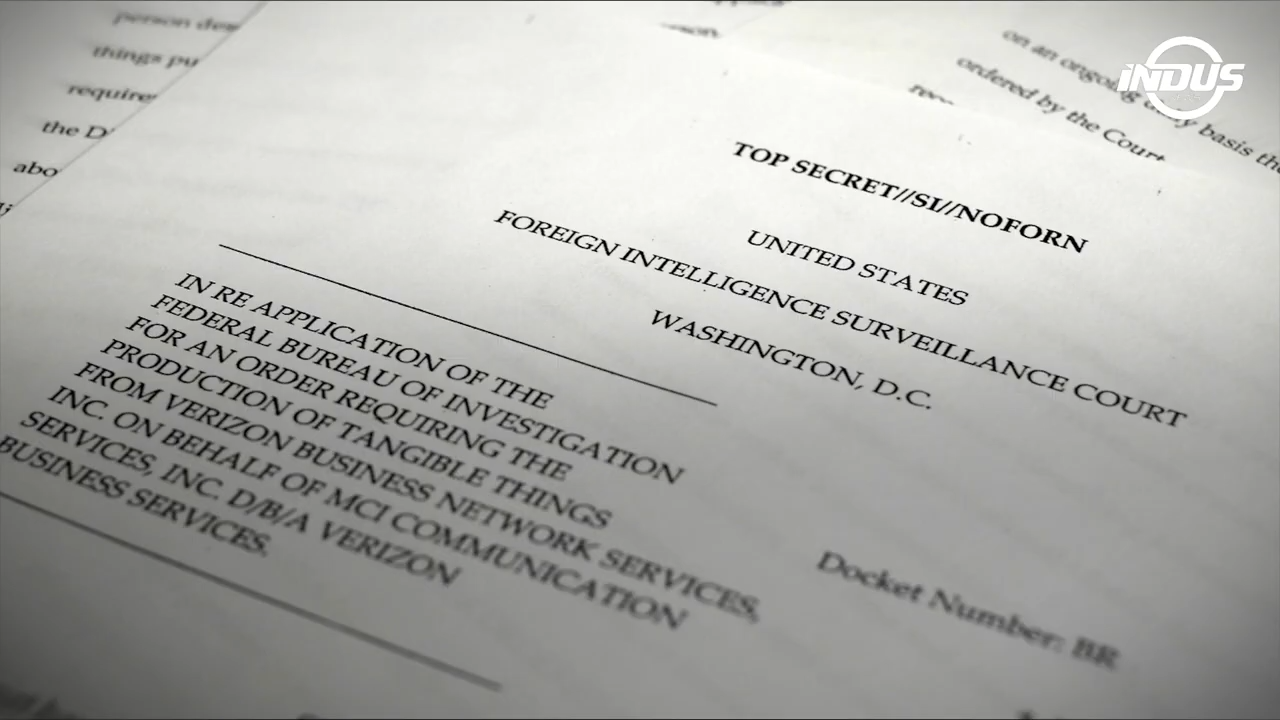 person
things pu
require
the D
abo
on an ongoing daily basis the
ordered by the Court
INDUS
TOP SECRET//SI//NOFORN
UNITED STATES
FOREIGN INTELLIGENCE SURVEILLANCE COURT
WASHINGTON, D.C.
IN RE APPLICATION OF THE
FEDERAL BUREAU OF INVESTIGATION
FOR AN ORDER REQUIRING THE
PRODUCTION OF TANGIBLE THINGS
FROM VERIZON BUSINESS NETWORK SERVICES,
INC. ON BEHALF OF MCI COMMUNICATION
SERVICES, INC. D/B/A VERIZON
BUSINESS SERVICES.
Docket Number: BR